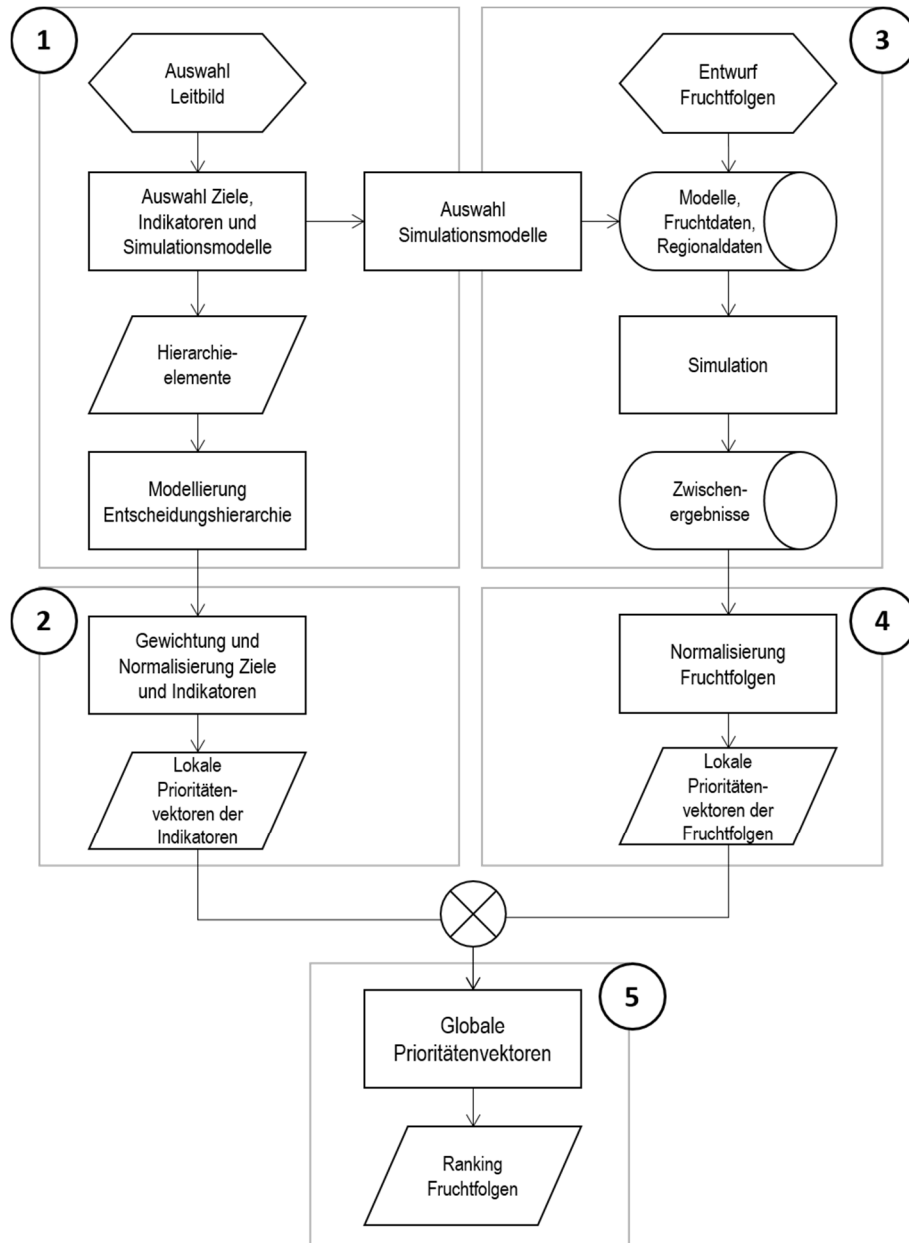 1
Auswahl
Leitbild
Auswahl Ziele,
Indikatoren und
Simulationsmodelle
Auswahl
Simulationsmodelle
Hierarchie-
elemente
Modellierung
Entscheidungshierarchie
3
Entwurf
Fruchtfolgen
Modelle,
Fruchtdaten,
Regionaldaten
Simulation
Zwischen-
ergebnisse
2
Gewichtung und
Normalisierung Ziele
und Indikatoren
Lokale
Prioritäten-
vektoren der
Indikatoren
4
Normalisierung
Fruchtfolgen
Lokale
Prioritäten-
vektoren der
Fruchtfolgen
5
Globale
Prioritätenvektoren
Ranking
Fruchtfolgen